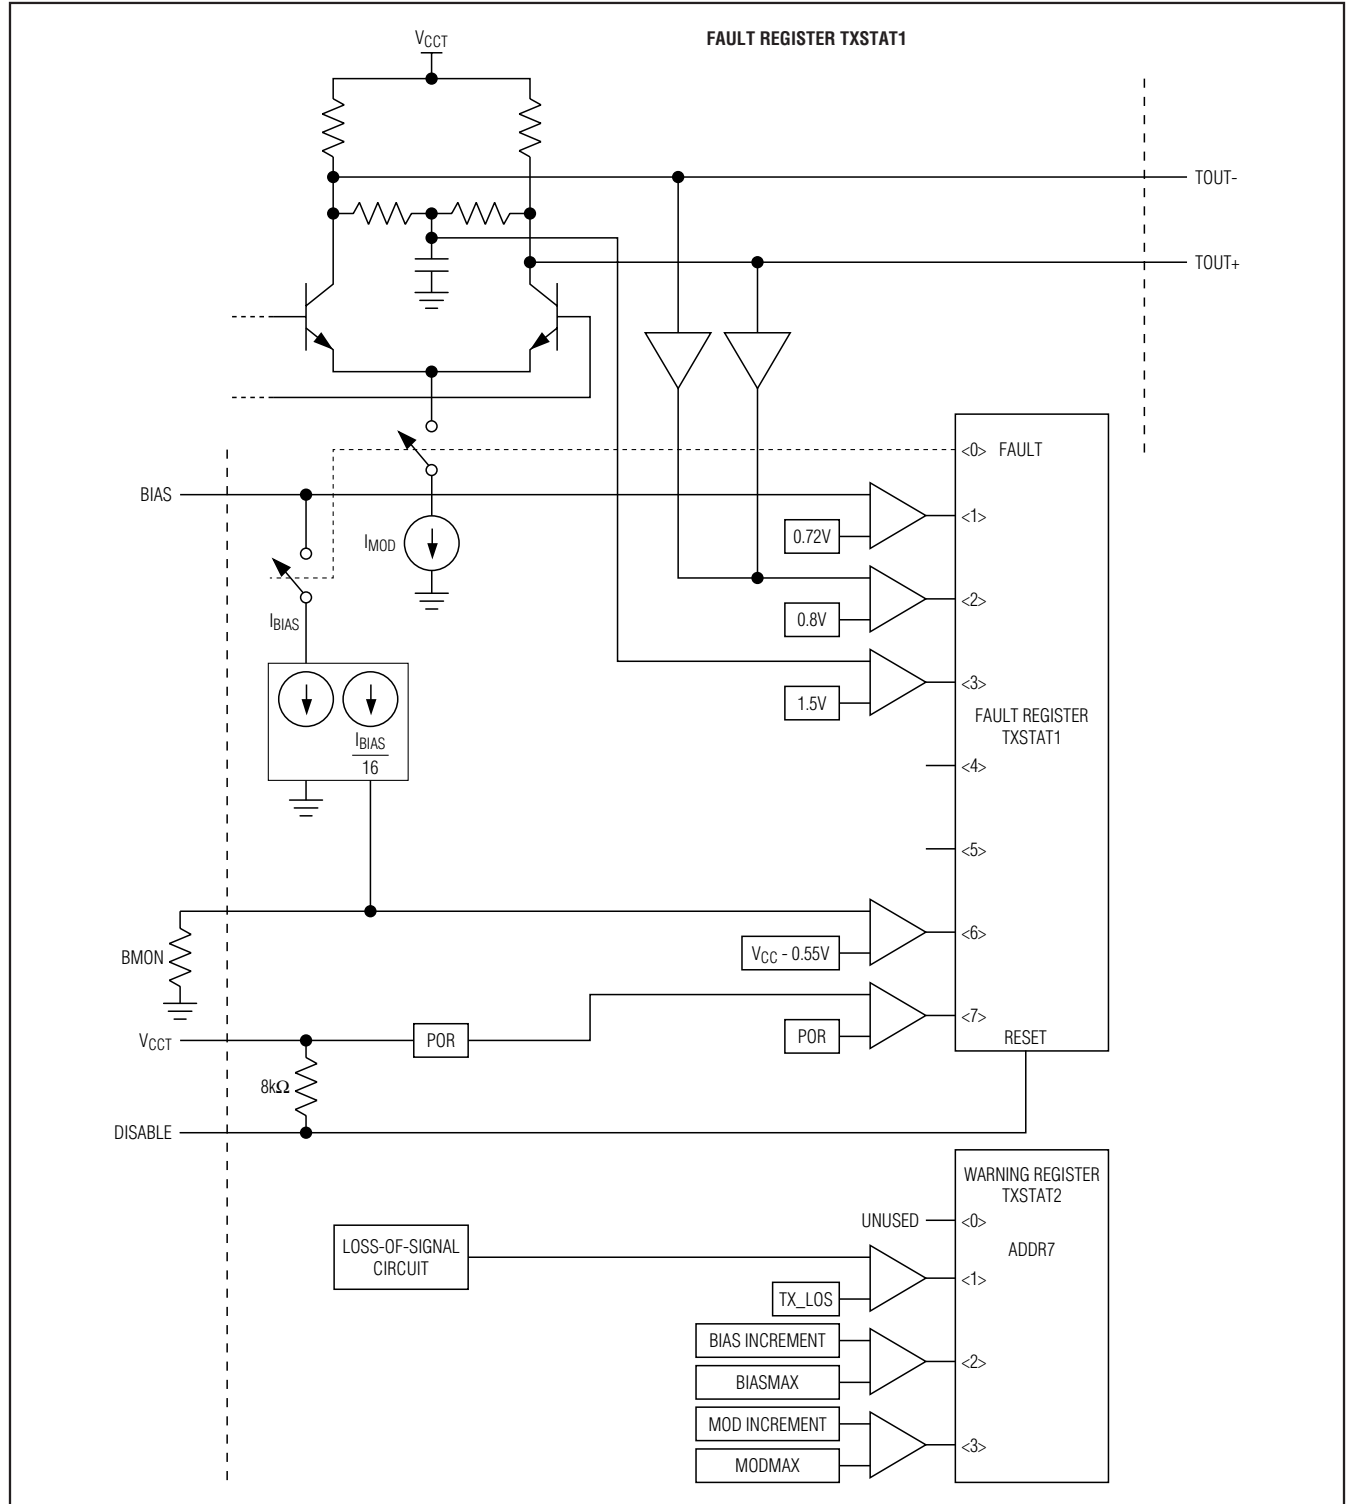 FAULT REGISTER TXSTAT1
VCCT
TOUT-
TOUT+
<0> FAULT
BIAS
<1>
0.72V
IMOD
<2>
0.8V
IBIAS
<3>
1.5V
FAULT REGISTER
TXSTAT1
IBIAS
16
<4>
<5>
<6>
VCC - 0.55V
BMON
<7>
POR
POR
VCCT
RESET
8kΩ
DISABLE
WARNING REGISTER
TXSTAT2
UNUSED
<0>
ADDR7
LOSS-OF-SIGNAL
CIRCUIT
<1>
TX_LOS
BIAS INCREMENT
<2>
BIASMAX
MOD INCREMENT
<3>
MODMAX